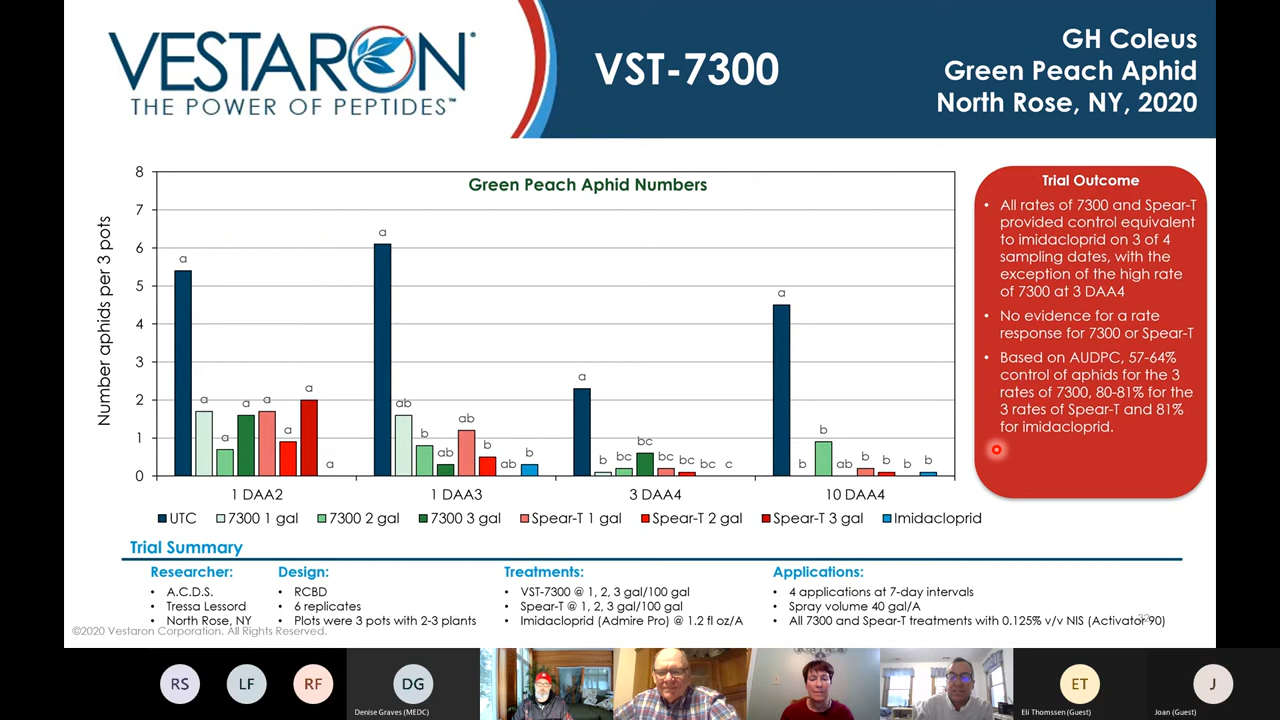 VESTARON
THE POWER OF PEPTIDES™
VST-7300
GH Coleus
Green Peach Aphid
North Rose, NY, 2020
Green Peach Aphid Numbers
Number aphids per 3 pots
8
7
6
5
4
3
2
1
0
a a a a a a a a
a ab b ab ab b ab b
a b bc bc bc bc bc c
a b b ab b b b b
1 DAA2 1 DAA3 3 DAA4 10 DAA4
UTC 7300 1 gal 7300 2 gal 7300 3 gal Spear-T 1 gal Spear-T 2 gal Spear-T 3 gal Imidacloprid
Trial Outcome
• All rates of 7300 and Spear-T
provided control equivalent
to imidacloprid on 3 of 4
sampling dates, with the
exception of the high rate
of 7300 at 3 DAA4
• No evidence for a rate
response for 7300 or Spear-T
• Based on AUDPC, 57-64%
control of aphids for the 3
rates of 7300, 80-81% for the
3 rates of Spear-T and 81%
for imidacloprid.
Trial Summary
Researcher:
• A.C.D.S.
• Tressa Lessord
• North Rose, NY
Design:
• RCBD
• 6 replicates
• Plots were 3 pots with 2-3 plants
Treatments:
• VST-7300 @ 1, 2, 3 gal/100 gal
• Spear-T @ 1, 2, 3 gal/100 gal
• Imidacloprid (Admire Pro) @ 1.2 fl oz/A
Applications:
• 4 applications at 7-day intervals
• Spray volume 40 gal/A
• All 7300 and Spear-T treatments with 0.125% v/v NIS (Activator 90)
©2020 Vestaron Corporation. All Rights Reserved.
RS LF RF DG ET J
Denise Graves (MEDC) Eli Thomssen (Guest) Joan (Guest)